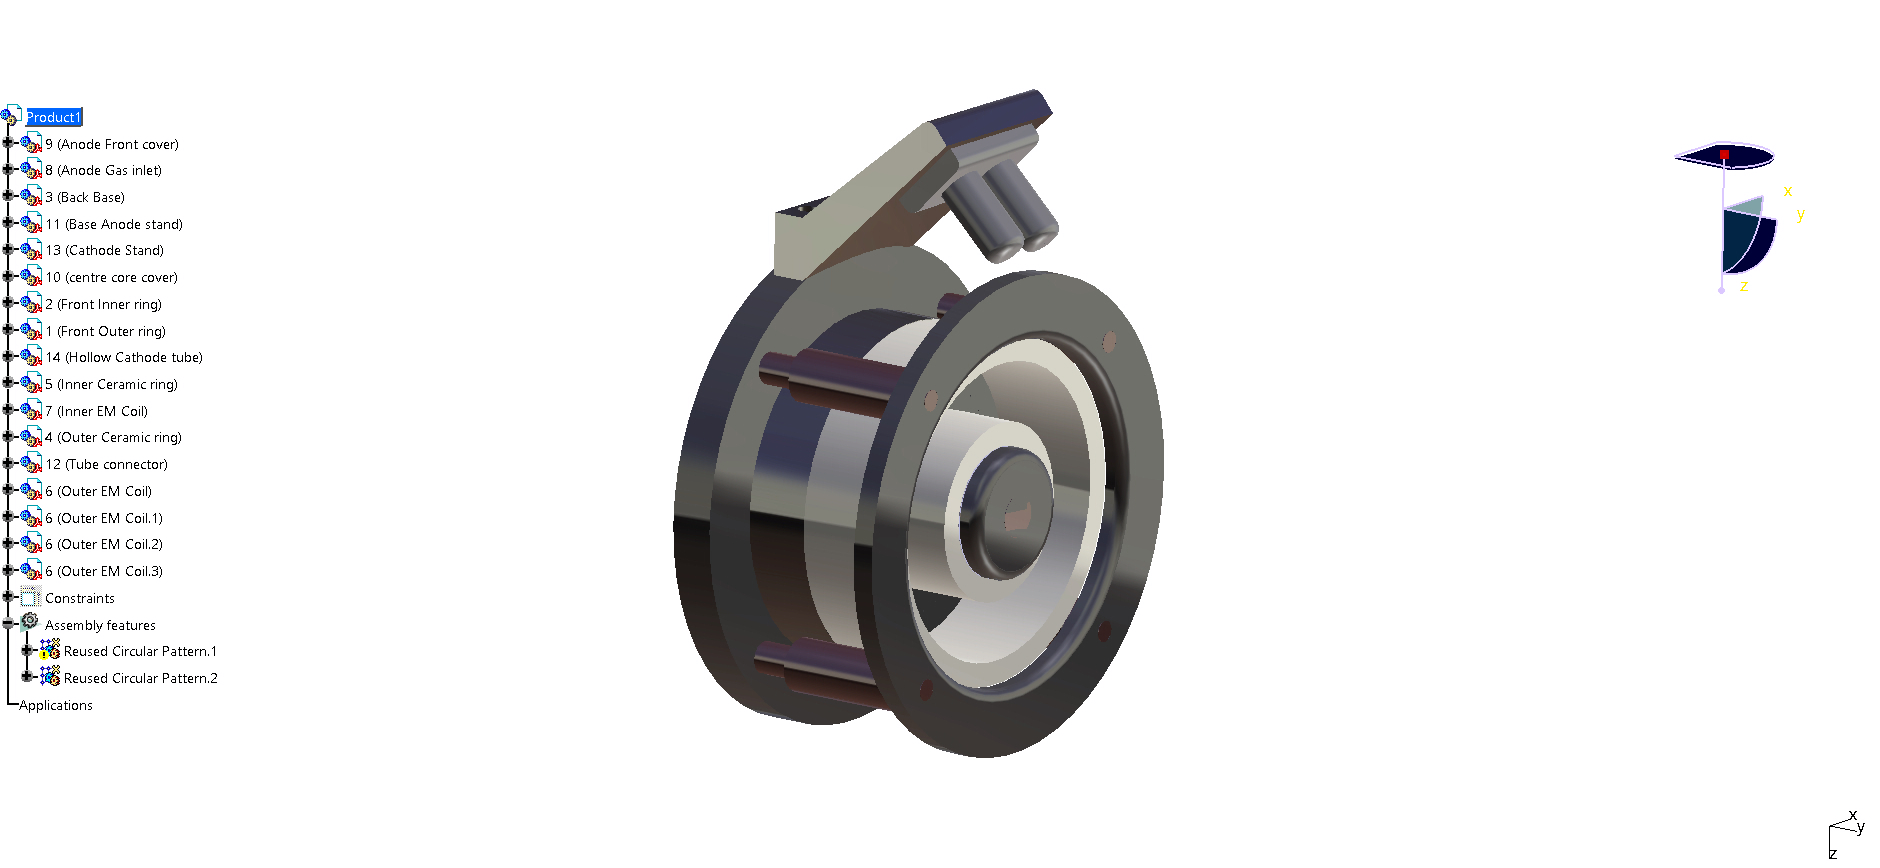 Product1
9 (Anode Front cover)
8 (Anode Gas inlet)
3 (Back Base)
11 (Base Anode stand)
13 (Cathode Stand)
10 (centre core cover)
2 (Front Inner ring)
1 (Front Outer ring)
14 (Hollow Cathode tube)
5 (Inner Ceramic ring)
7 (Inner EM Coil)
4 (Outer Ceramic ring)
12 (Tube connector)
6 (Outer EM Coil)
6 (Outer EM Coil.1)
6 (Outer EM Coil.2)
6 (Outer EM Coil.3)
Constraints
Assembly features
Reused Circular Pattern.1
Reused Circular Pattern.2
Applications
x
y
z
x
y
z